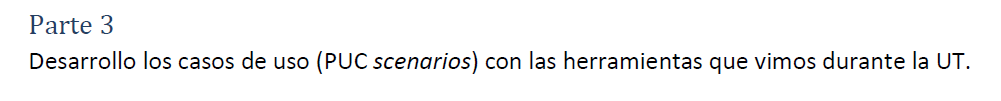 Parte 3
Desarrollo los casos de uso (PUC scenarios) con las herramientas que vimos durante la UT.